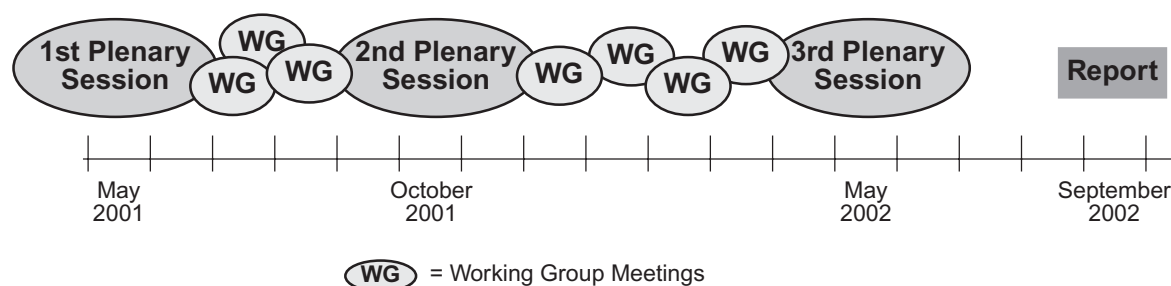 1st Plenary
Session
WG
WG
WG
2nd Plenary
Session
WG
WG
WG
WG
3rd Plenary
Session
Report
May
2001
October
2001
May
2002
September
2002
WG = Working Group Meetings